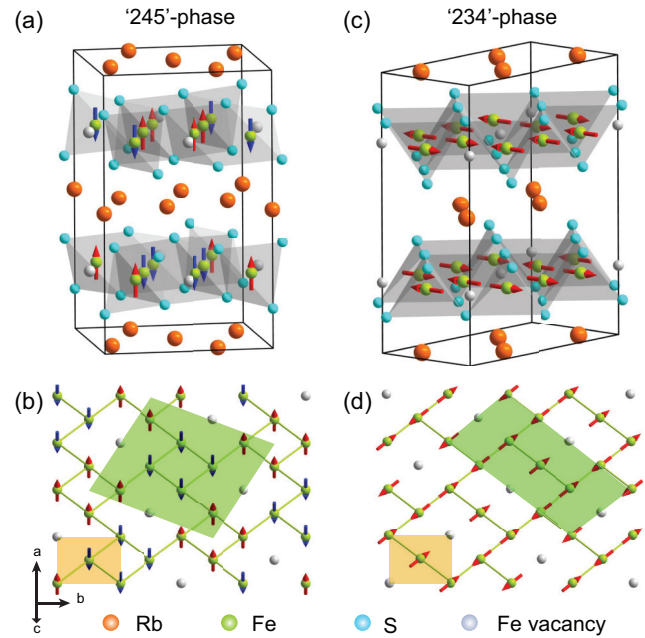 (a) '245'-phase (c) '234'-phase
(b) (d)
a
b
c
Rb Fe S Fe vacancy